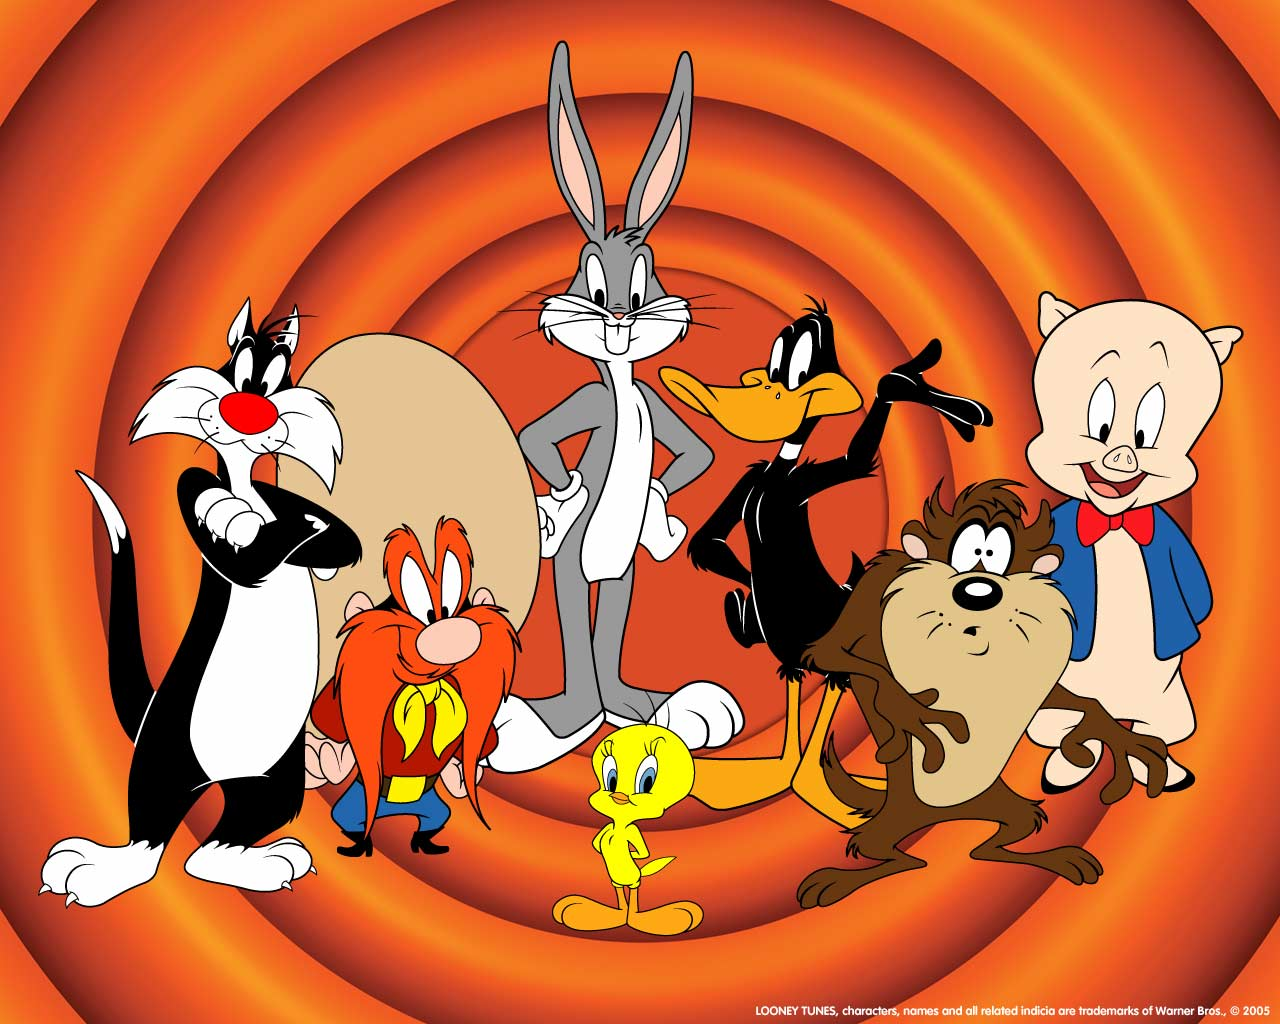 LOONEY TUNES, characters, names and all related indicia are trademarks of Warner Bros., © 2005